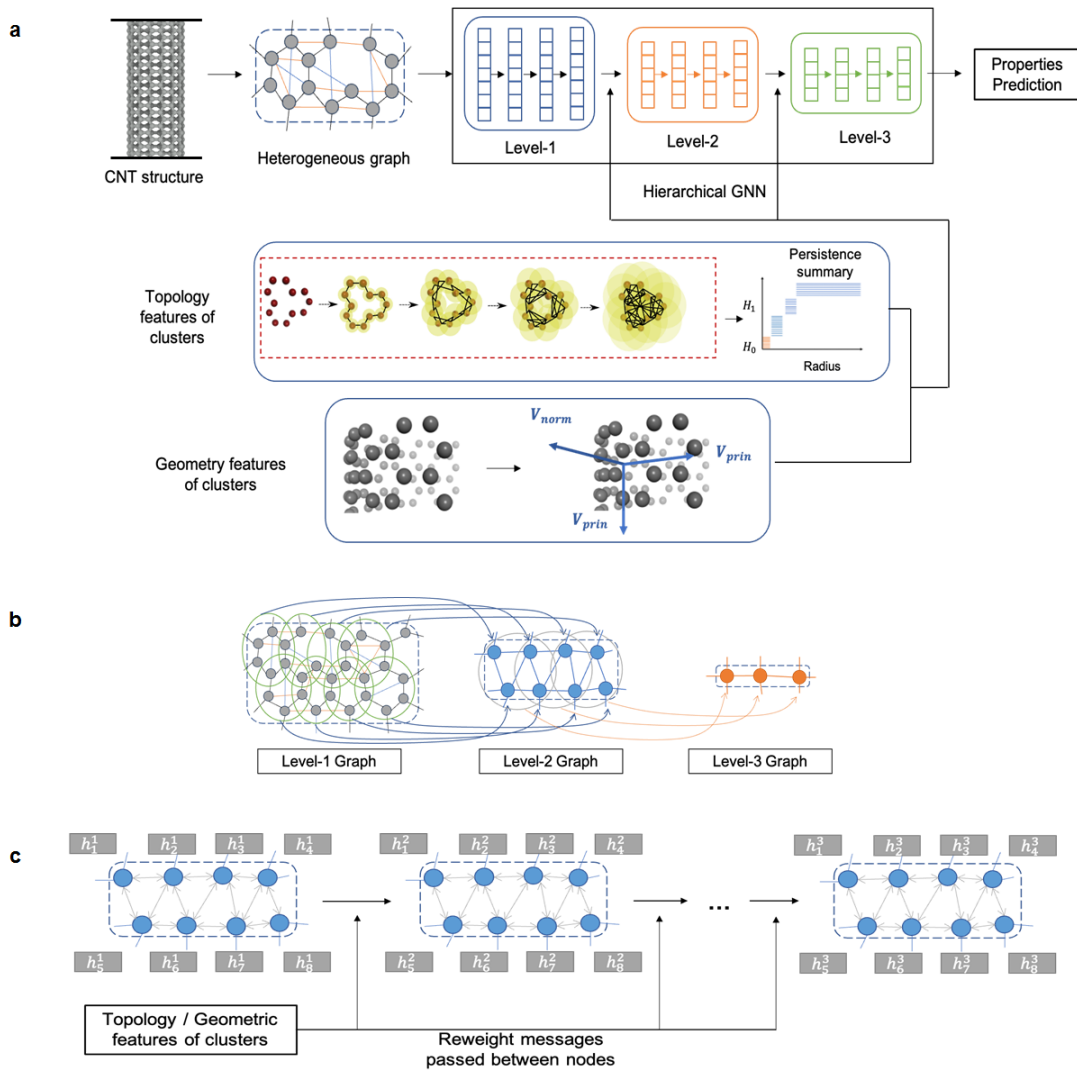 a
CNT structure
Heterogeneous graph
Level-1
Level-2
Level-3
Properties
Prediction
Hierarchical GNN
Topology
features of
clusters
Persistence
summary
H₁
H₀
Radius
Geometry features
of clusters
V_norm
V_prin
V_prin
b
Level-1 Graph
Level-2 Graph
Level-3 Graph
c
h₁¹ h₂¹ h₃¹ h₄¹
h₁² h₂² h₃² h₄²
h₁³ h₂³ h₃³ h₄³
...
h₅¹ h₆¹ h₇¹ h₈¹
h₅² h₆² h₇² h₈²
h₅³ h₆³ h₇³ h₈³
Topology / Geometric
features of clusters
Reweight messages
passed between nodes